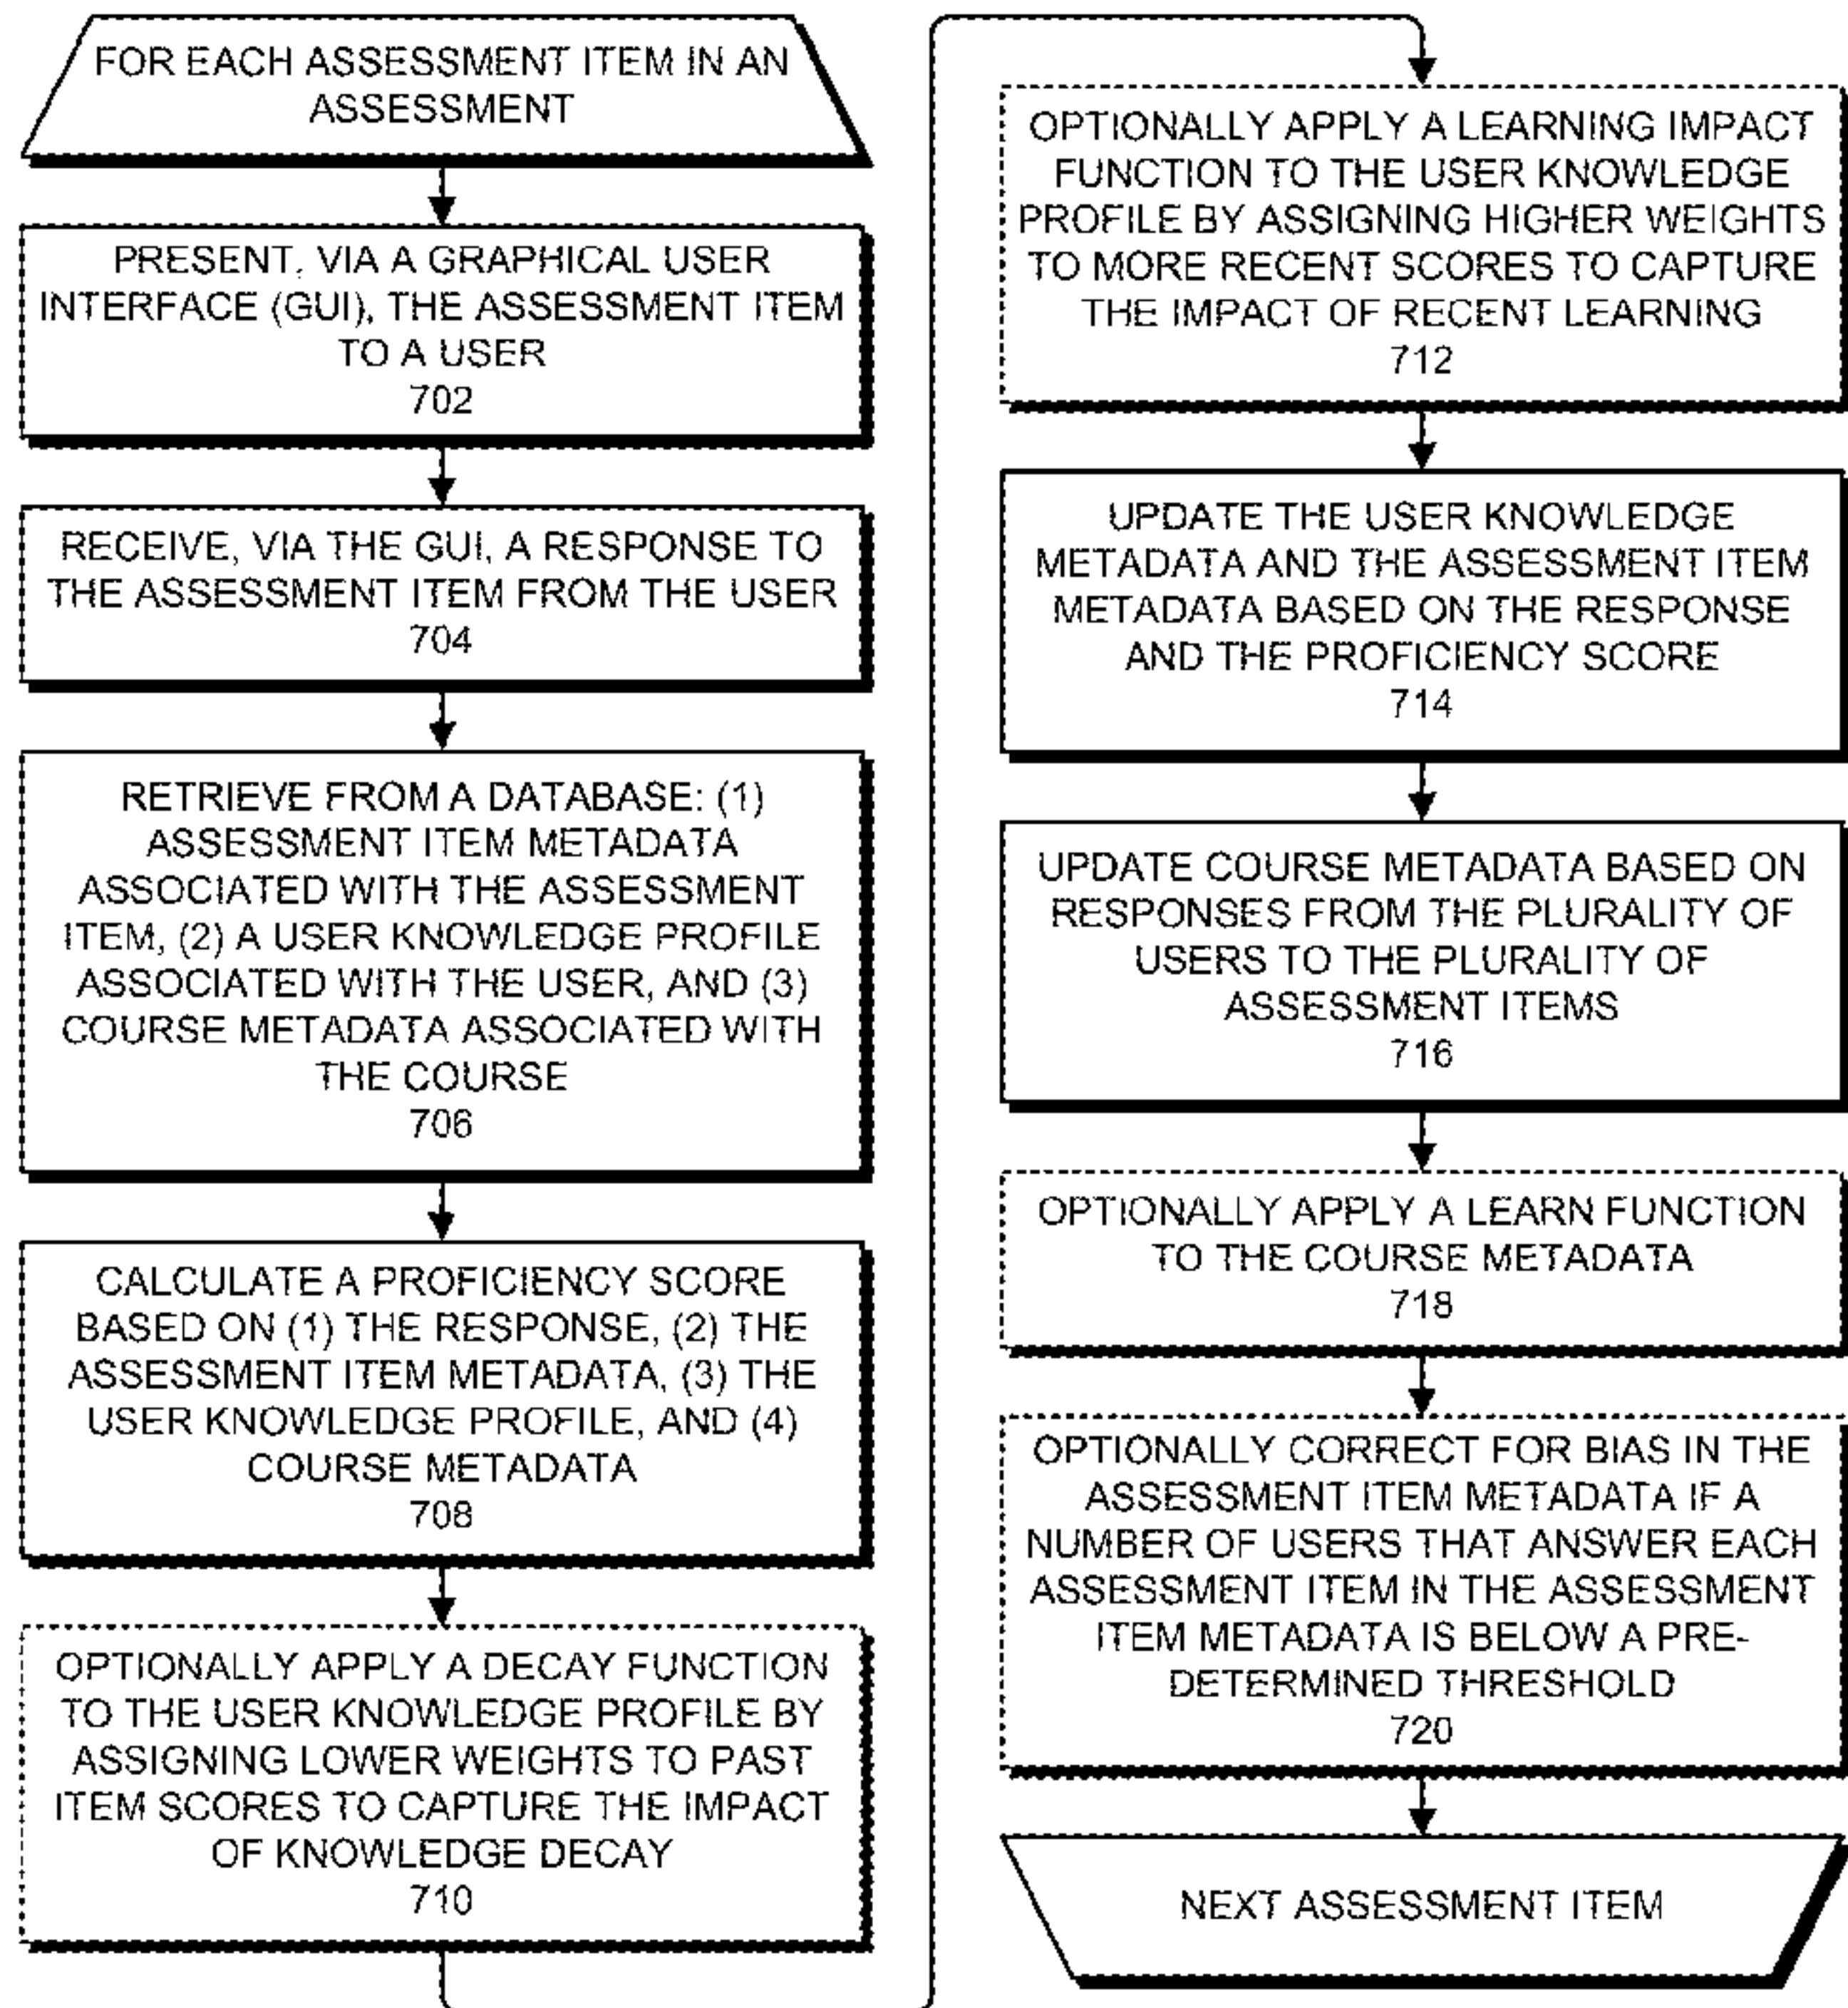 FOR EACH ASSESSMENT ITEM IN AN
ASSESSMENT
PRESENT, VIA A GRAPHICAL USER
INTERFACE (GUI), THE ASSESSMENT ITEM
TO A USER
702
RECEIVE, VIA THE GUI, A RESPONSE TO
THE ASSESSMENT ITEM FROM THE USER
704
RETRIEVE FROM A DATABASE: (1)
ASSESSMENT ITEM METADATA
ASSOCIATED WITH THE ASSESSMENT
ITEM, (2) A USER KNOWLEDGE PROFILE
ASSOCIATED WITH THE USER, AND (3)
COURSE METADATA ASSOCIATED WITH
THE COURSE
706
CALCULATE A PROFICIENCY SCORE
BASED ON (1) THE RESPONSE, (2) THE
ASSESSMENT ITEM METADATA, (3) THE
USER KNOWLEDGE PROFILE, AND (4)
COURSE METADATA
708
OPTIONALLY APPLY A DECAY FUNCTION
TO THE USER KNOWLEDGE PROFILE BY
ASSIGNING LOWER WEIGHTS TO PAST
ITEM SCORES TO CAPTURE THE IMPACT
OF KNOWLEDGE DECAY
710
OPTIONALLY APPLY A LEARNING IMPACT
FUNCTION TO THE USER KNOWLEDGE
PROFILE BY ASSIGNING HIGHER WEIGHTS
TO MORE RECENT SCORES TO CAPTURE
THE IMPACT OF RECENT LEARNING
712
UPDATE THE USER KNOWLEDGE
METADATA AND THE ASSESSMENT ITEM
METADATA BASED ON THE RESPONSE
AND THE PROFICIENCY SCORE
714
UPDATE COURSE METADATA BASED ON
RESPONSES FROM THE PLURALITY OF
USERS TO THE PLURALITY OF
ASSESSMENT ITEMS
716
OPTIONALLY APPLY A LEARN FUNCTION
TO THE COURSE METADATA
718
OPTIONALLY CORRECT FOR BIAS IN THE
ASSESSMENT ITEM METADATA IF A
NUMBER OF USERS THAT ANSWER EACH
ASSESSMENT ITEM IN THE ASSESSMENT
ITEM METADATA IS BELOW A PRE-
DETERMINED THRESHOLD
720
NEXT ASSESSMENT ITEM